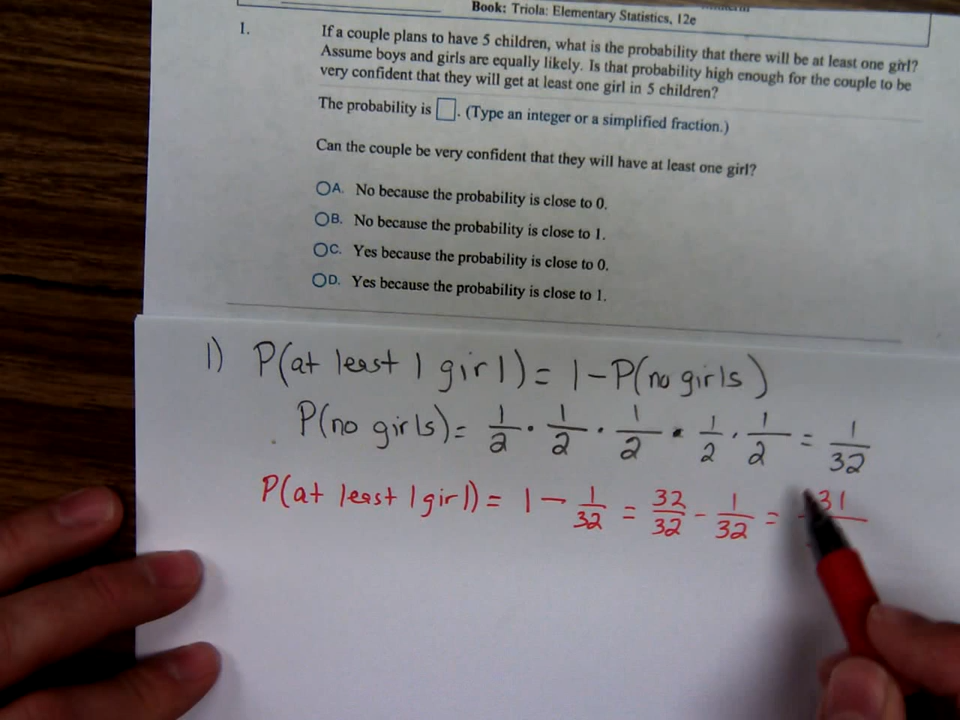 Book: Triola: Elementary Statistics, 12e
1. If a couple plans to have 5 children, what is the probability that there will be at least one girl?
Assume boys and girls are equally likely. Is that probability high enough for the couple to be
very confident that they will get at least one girl in 5 children?
The probability is □. (Type an integer or a simplified fraction.)
Can the couple be very confident that they will have at least one girl?
A. No because the probability is close to 0.
B. No because the probability is close to 1.
C. Yes because the probability is close to 0.
D. Yes because the probability is close to 1.
1) P(at least 1 girl) = 1 - P(no girls)
P(no girls) = 1/2 · 1/2 · 1/2 · 1/2 · 1/2 = 1/32
P(at least 1 girl) = 1 - 1/32 = 32/32 - 1/32 = 31